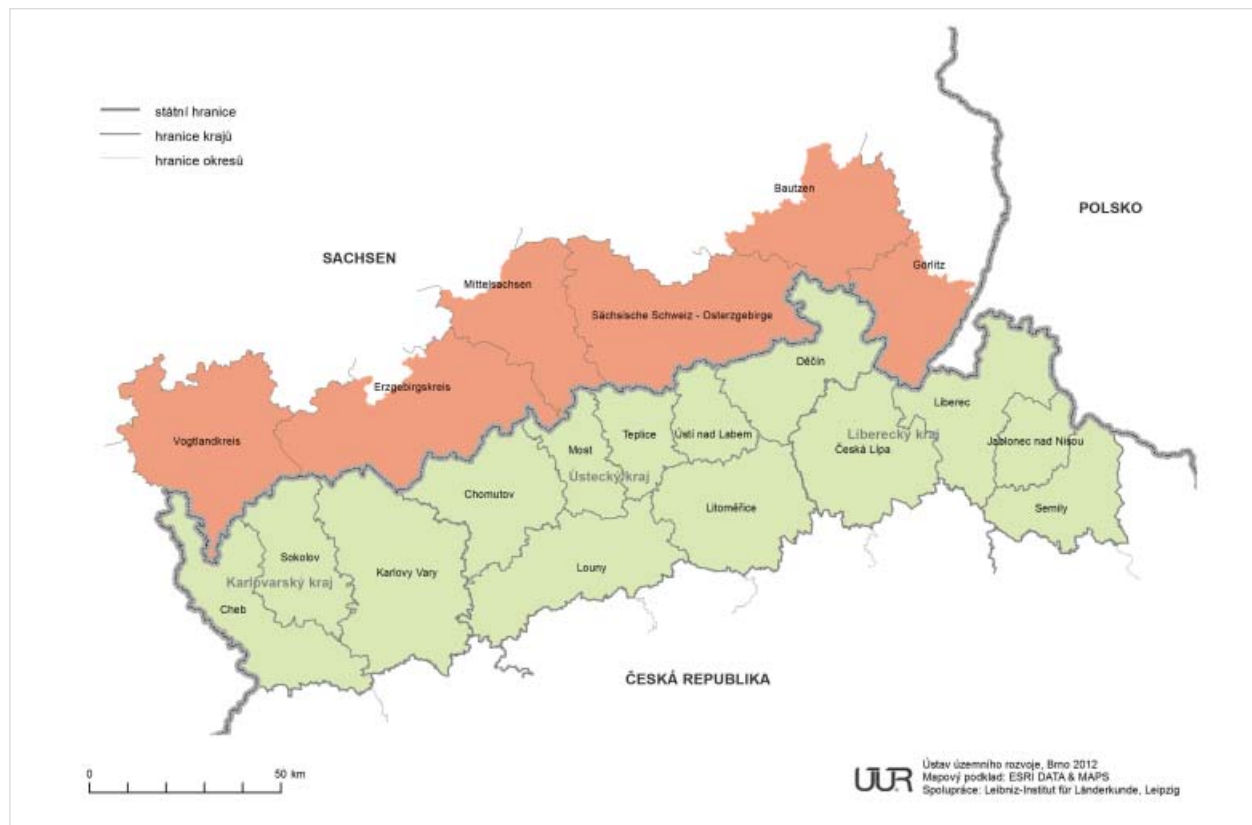 státní hranice
hranice krajů
hranice okresů
Bautzen
POLSKO
SACHSEN
Görlitz
Mittelsachsen
Sächsische Schweiz - Osterzgebirge
Děčín
Erzgebirgskreis
Liberec
Vogtlandkreis
Teplice
Ústí nad Labem
Liberecký kraj
Jablonec nad Nisou
Most
Česká Lípa
Ústecký kraj
Chomutov
Litoměřice
Semily
Sokolov
Karlovy Vary
Louny
Karlovarský kraj
Cheb
ČESKÁ REPUBLIKA
0 50 km
ÚÚR
Ústav územního rozvoje, Brno 2012
Mapový podklad: ESRI DATA & MAPS
Spolupráce: Leibniz-Institut für Länderkunde, Leipzig